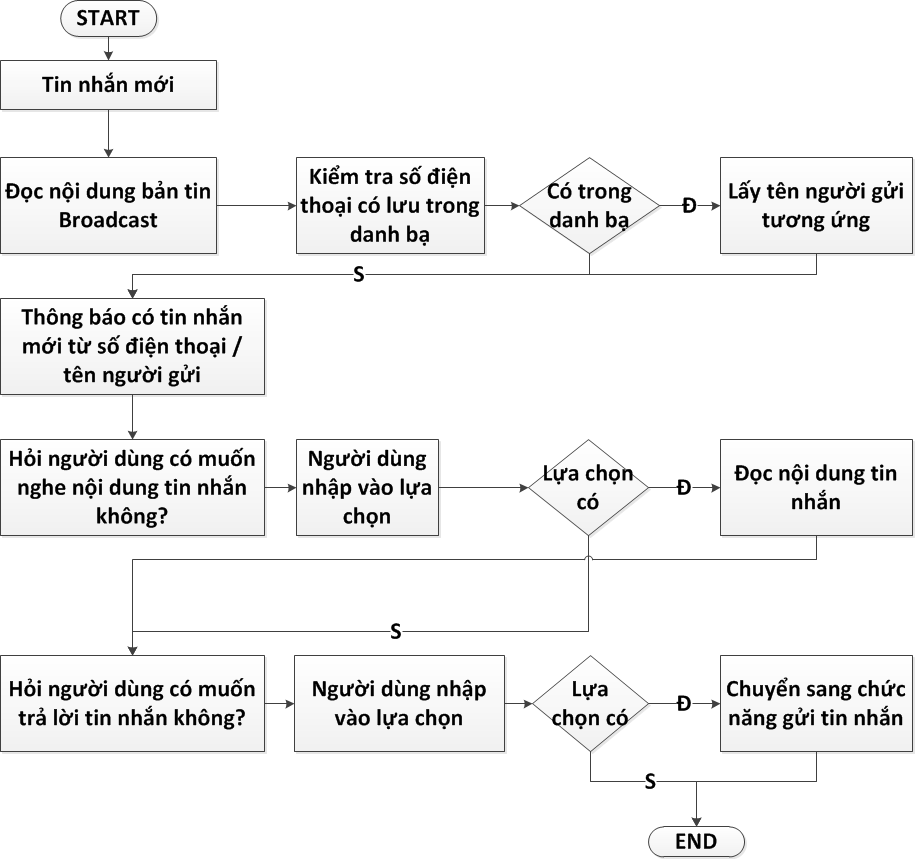 START
Tin nhắn mới
Đọc nội dung bản tin
Broadcast
Kiểm tra số điện
thoại có lưu trong
danh bạ
Có trong
danh bạ
Đ
Lấy tên người gửi
tương ứng
S
Thông báo có tin nhắn
mới từ số điện thoại /
tên người gửi
Hỏi người dùng có muốn
nghe nội dung tin nhắn
không?
Người dùng
nhập vào lựa
chọn
Lựa chọn
có
Đ
Đọc nội dung tin
nhắn
S
Hỏi người dùng có muốn
trả lời tin nhắn không?
Người dùng nhập
vào lựa chọn
Lựa
chọn có
Đ
Chuyển sang chức
năng gửi tin nhắn
S
END